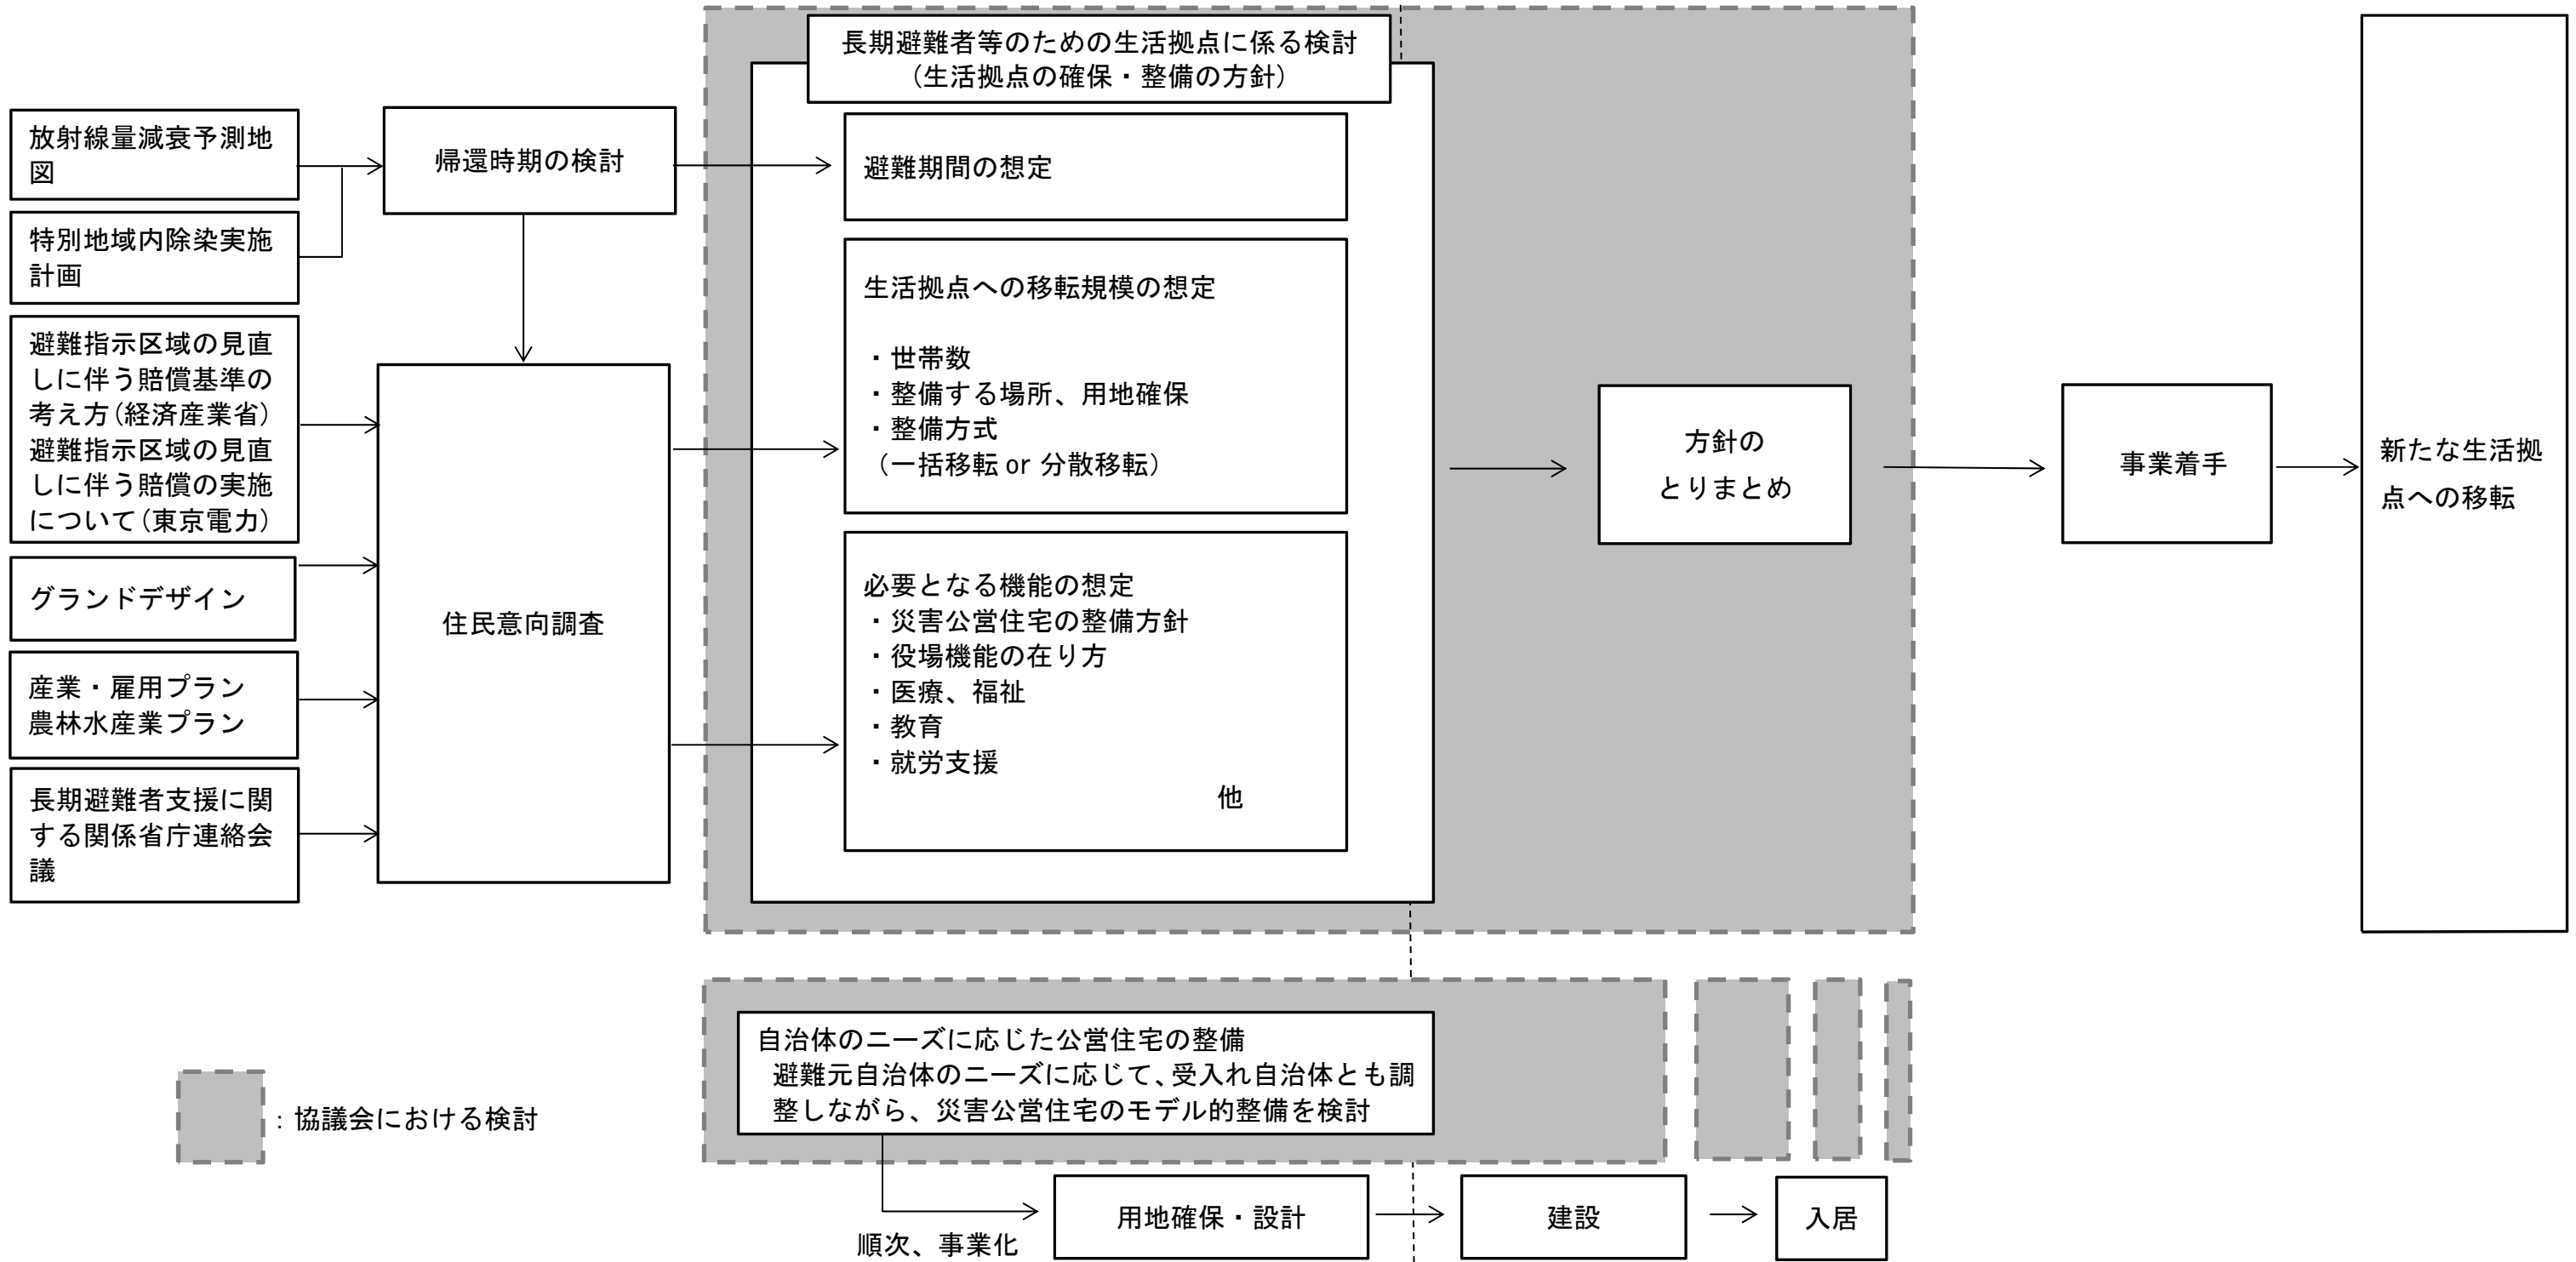 長期避難者等のための生活拠点に係る検討
(生活拠点の確保・整備の方針)
放射線量減衰予測地
図
特別地域内除染実施
計画
避難指示区域の見直
しに伴う賠償基準の
考え方(経済産業省)
避難指示区域の見直
しに伴う賠償の実施
について(東京電力)
グランドデザイン
産業・雇用プラン
農林水産業プラン
長期避難者支援に関
する関係省庁連絡会
議
帰還時期の検討
住民意向調査
避難期間の想定
生活拠点への移転規模の想定
・世帯数
・整備する場所、用地確保
・整備方式
(一括移転 or 分散移転)
必要となる機能の想定
・災害公営住宅の整備方針
・役場機能の在り方
・医療、福祉
・教育
・就労支援
他
方針の
とりまとめ
事業着手
新たな生活拠
点への移転
自治体のニーズに応じた公営住宅の整備
避難元自治体のニーズに応じて、受入れ自治体とも調
整しながら、災害公営住宅のモデル的整備を検討
:協議会における検討
順次、事業化
用地確保・設計
建設
入居